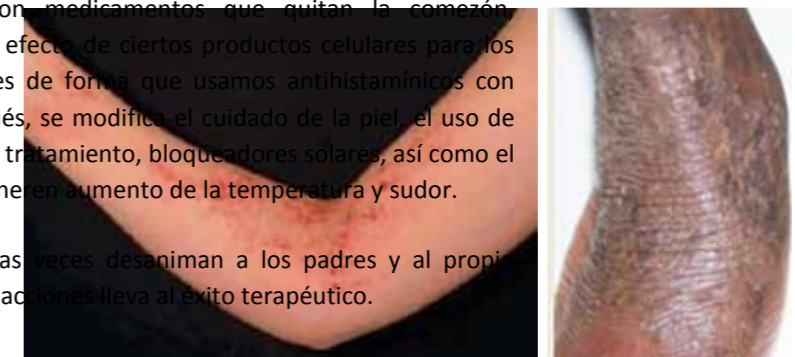 on medicamentos que quitan la comezón,
efecto de ciertos productos celulares para los
es de forma que usamos antihistamínicos con
és, se modifica el cuidado de la piel, el uso de
tratamiento, bloqueadores solares, así como el
neren aumento de la temperatura y sudor.
as veces desaniman a los padres y al propio
acciones lleva al éxito terapéutico.